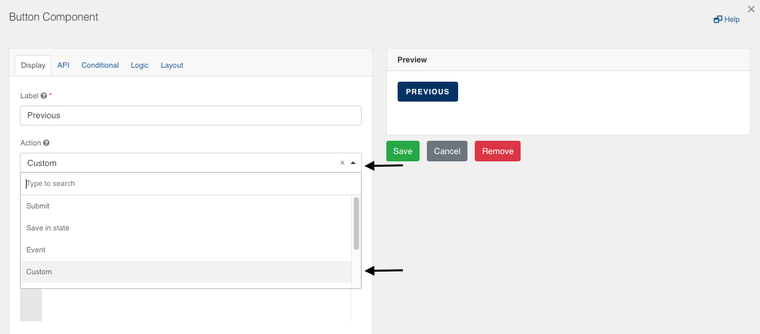 Button Component
Help
Display API Conditional Logic Layout
Label *
Previous
Action
Custom
Type to search
Submit
Save in state
Event
Custom
Preview
PREVIOUS
Save Cancel Remove